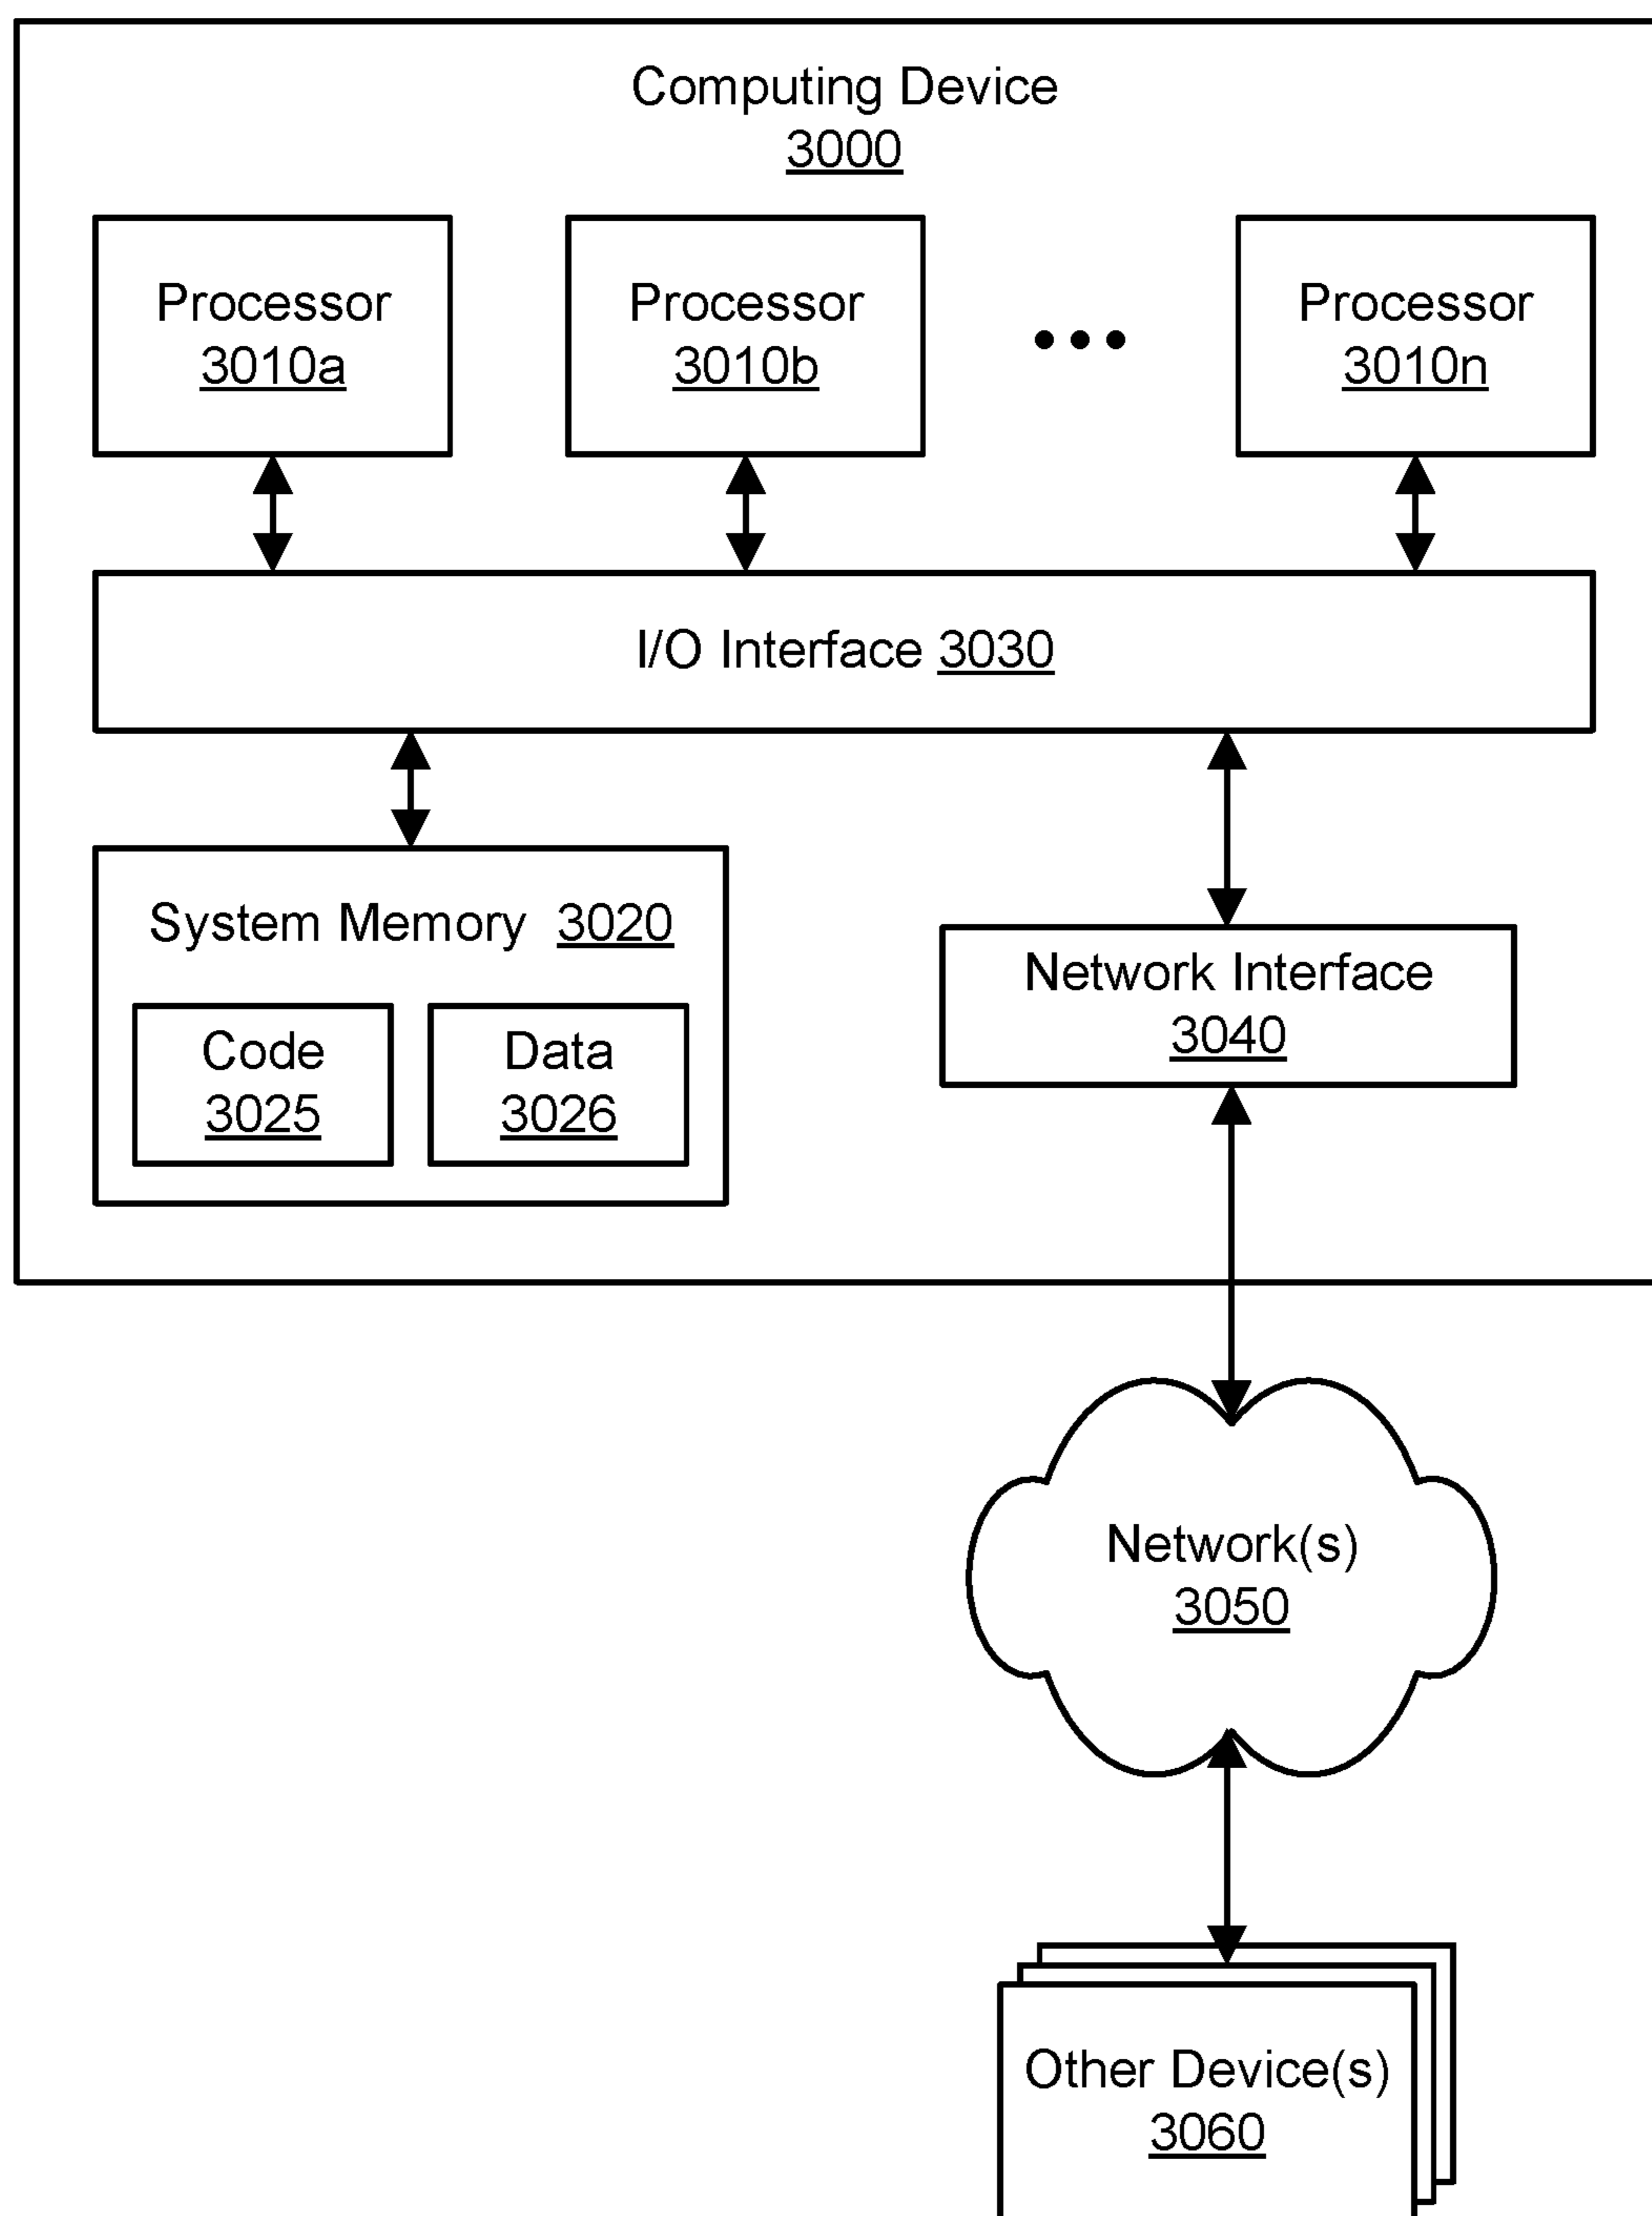 Computing Device
3000
Processor
3010a
Processor
3010b
Processor
3010n
I/O Interface 3030
System Memory 3020
Code
3025
Data
3026
Network Interface
3040
Network(s)
3050
Other Device(s)
3060